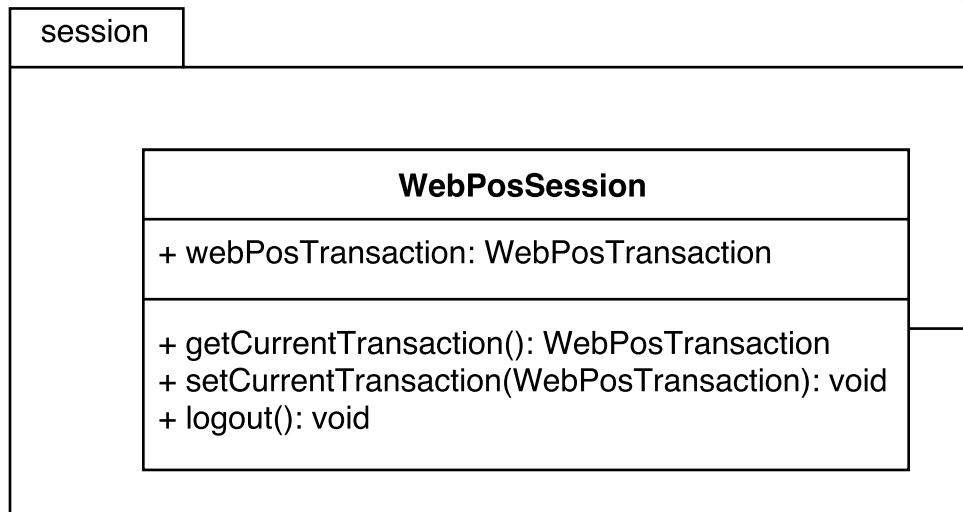 session
WebPosSession
+ webPosTransaction: WebPosTransaction
+ getCurrentTransaction(): WebPosTransaction
+ setCurrentTransaction(WebPosTransaction): void
+ logout(): void